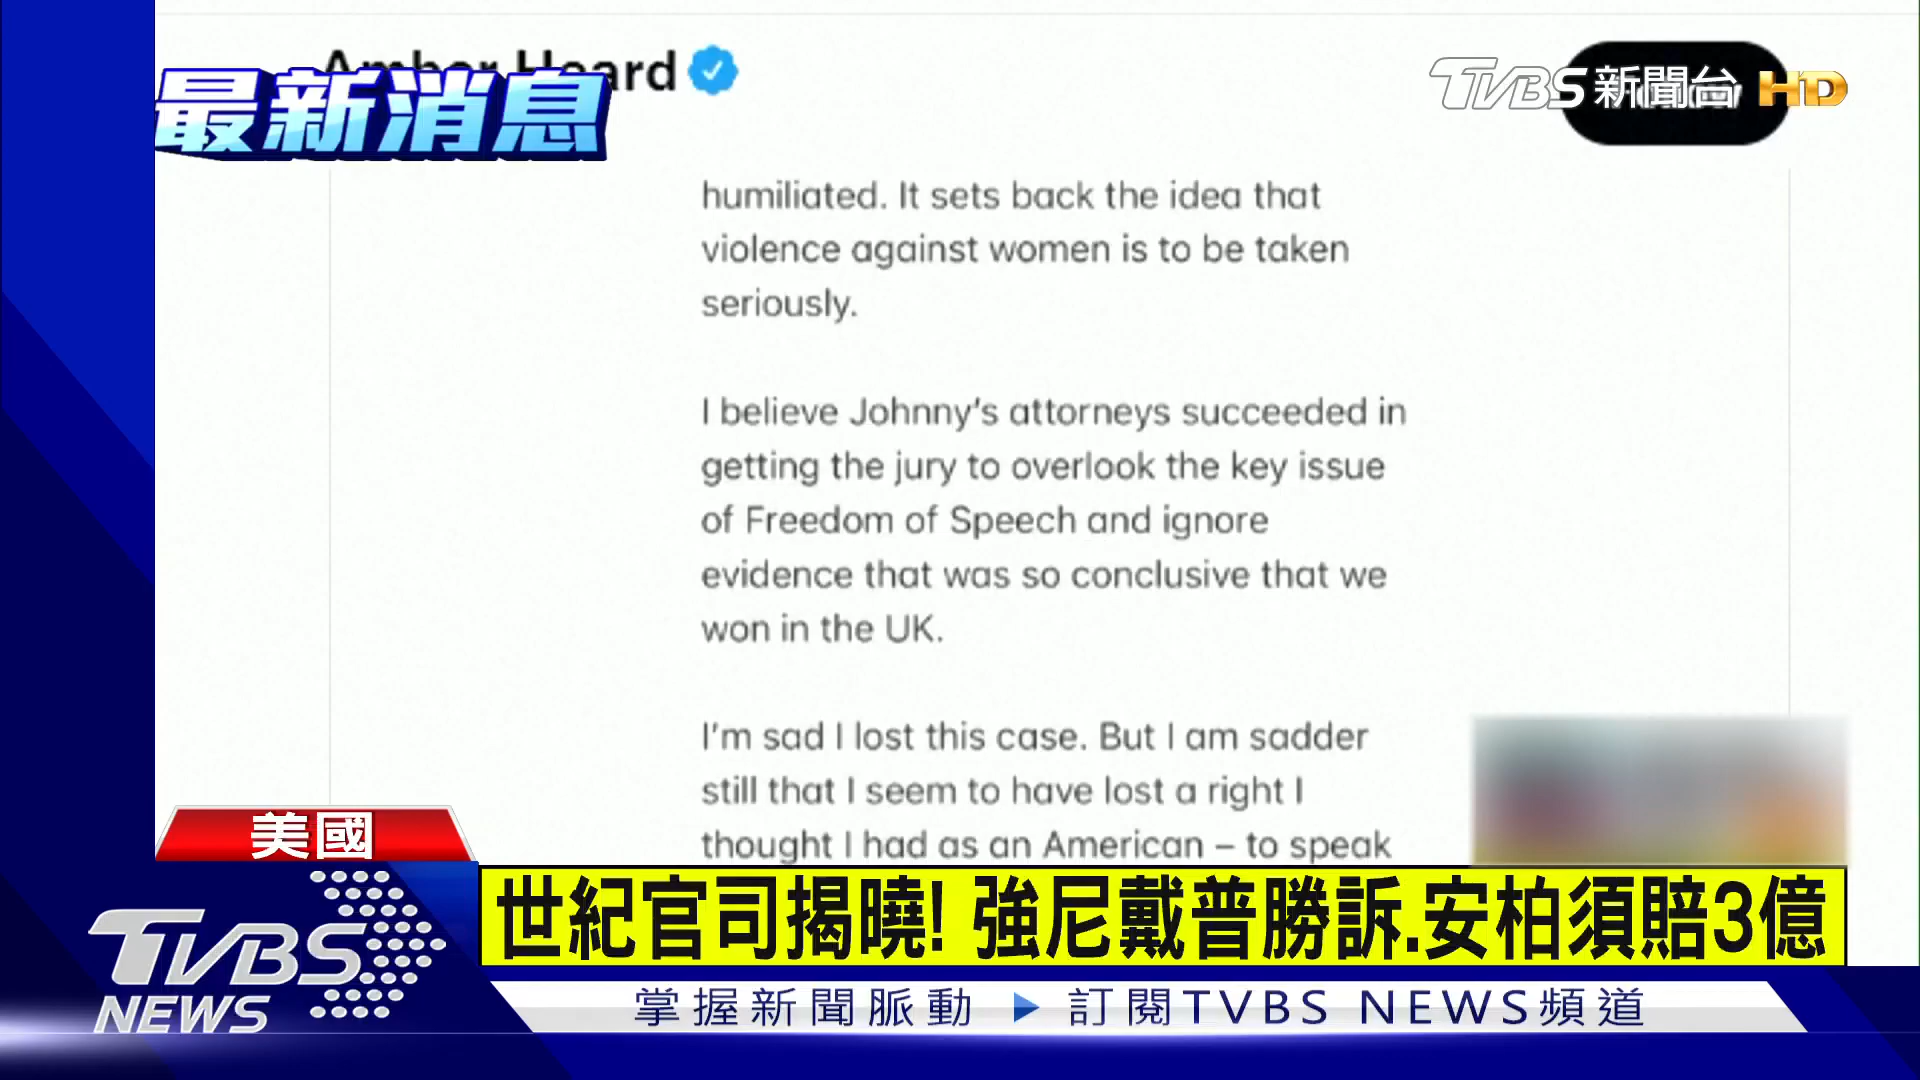 Amber Heard
最新消息
TVBS新聞台 HD
humiliated. It sets back the idea that
violence against women is to be taken
seriously.
I believe Johnny's attorneys succeeded in
getting the jury to overlook the key issue
of Freedom of Speech and ignore
evidence that was so conclusive that we
won in the UK.
I'm sad I lost this case. But I am sadder
still that I seem to have lost a right I
thought I had as an American – to speak
美國
世紀官司揭曉! 強尼戴普勝訴.安柏須賠3億
TVBS
NEWS
掌握新聞脈動 ▶ 訂閱TVBS NEWS頻道